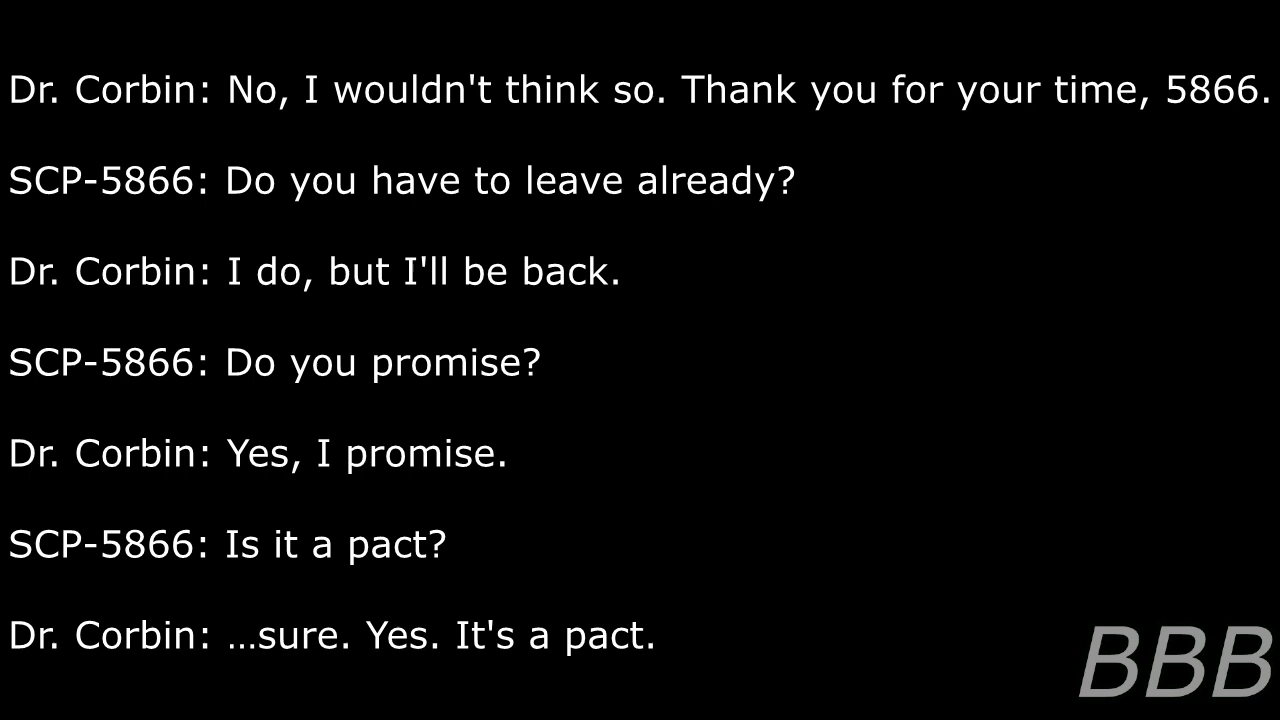 Dr. Corbin: No, I wouldn't think so. Thank you for your time, 5866.
SCP-5866: Do you have to leave already?
Dr. Corbin: I do, but I'll be back.
SCP-5866: Do you promise?
Dr. Corbin: Yes, I promise.
SCP-5866: Is it a pact?
Dr. Corbin: …sure. Yes. It's a pact.
BBB